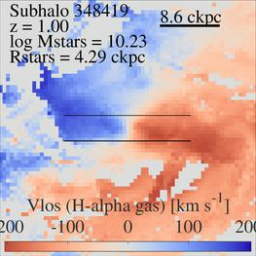 Subhalo 348419
8.6 ckpc
z = 1.00
log Mstars = 10.23
Rstars = 4.29 ckpc
Vlos (H-alpha gas) [km s⁻¹]
200 -100 0 100 200